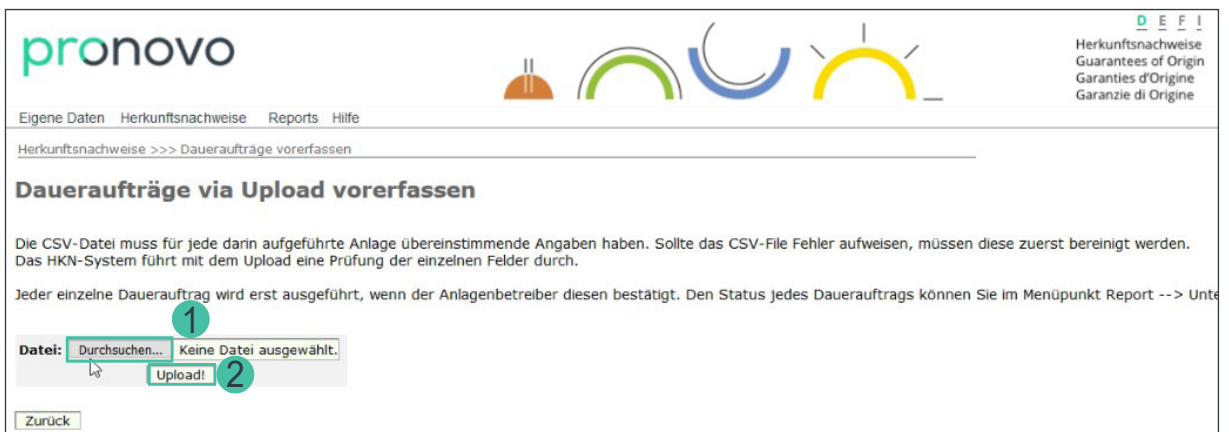 pronovo
D E F I
Herkunftsnachweise
Guarantees of Origin
Garanties d'Origine
Garanzie di Origine
Eigene Daten Herkunftsnachweise Reports Hilfe
Herkunftsnachweise >>> Daueraufträge vorerfassen
Daueraufträge via Upload vorerfassen
Die CSV-Datei muss für jede darin aufgeführte Anlage übereinstimmende Angaben haben. Sollte das CSV-File Fehler aufweisen, müssen diese zuerst bereinigt werden.
Das HKN-System führt mit dem Upload eine Prüfung der einzelnen Felder durch.
Jeder einzelne Dauerauftrag wird erst ausgeführt, wenn der Anlagenbetreiber diesen bestätigt. Den Status jedes Dauerauftrags können Sie im Menüpunkt Report --> Unte
1
Datei: Durchsuchen... Keine Datei ausgewählt.
Upload! 2
Zurück